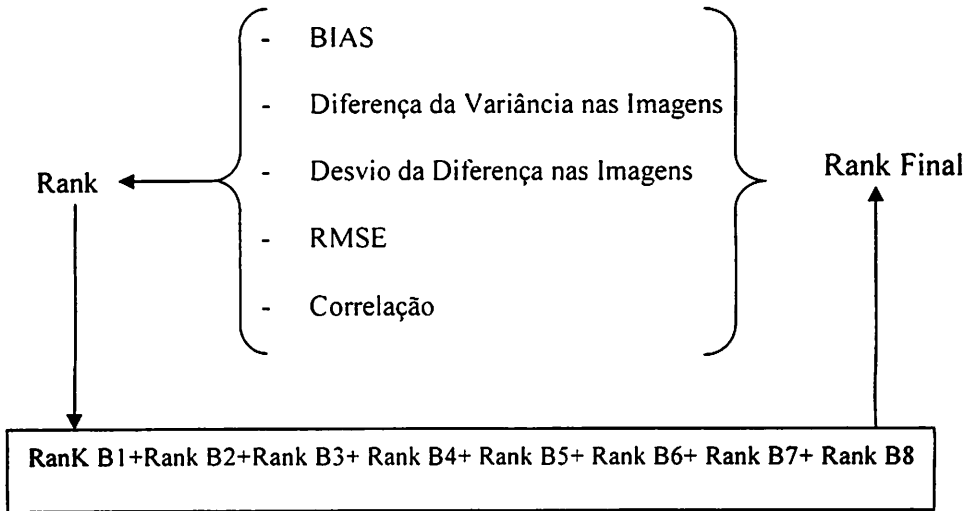 - BIAS
- Diferença da Variância nas Imagens
- Desvio da Diferença nas Imagens
- RMSE
- Correlação
Rank
Rank Final
RanK B1+Rank B2+Rank B3+ Rank B4+ Rank B5+ Rank B6+ Rank B7+ Rank B8